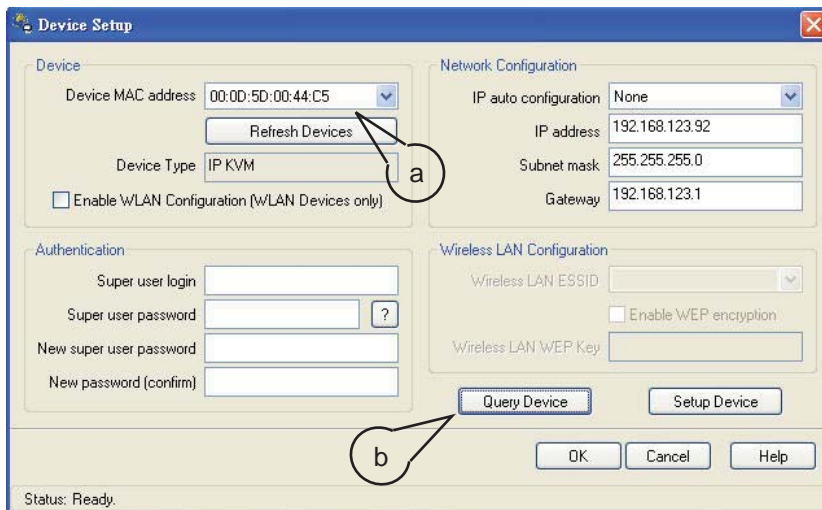 Device Setup
Device
Device MAC address 00:0D:5D:00:44:C5
Refresh Devices
a
Device Type IP KVM
Enable WLAN Configuration (WLAN Devices only)
Network Configuration
IP auto configuration None
IP address 192.168.123.92
Subnet mask 255.255.255.0
Gateway 192.168.123.1
Authentication
Super user login
Super user password ?
New super user password
New password (confirm)
Wireless LAN Configuration
Wireless LAN ESSID
Enable WEP encryption
Wireless LAN WEP Key
Query Device Setup Device
b
OK Cancel Help
Status: Ready.